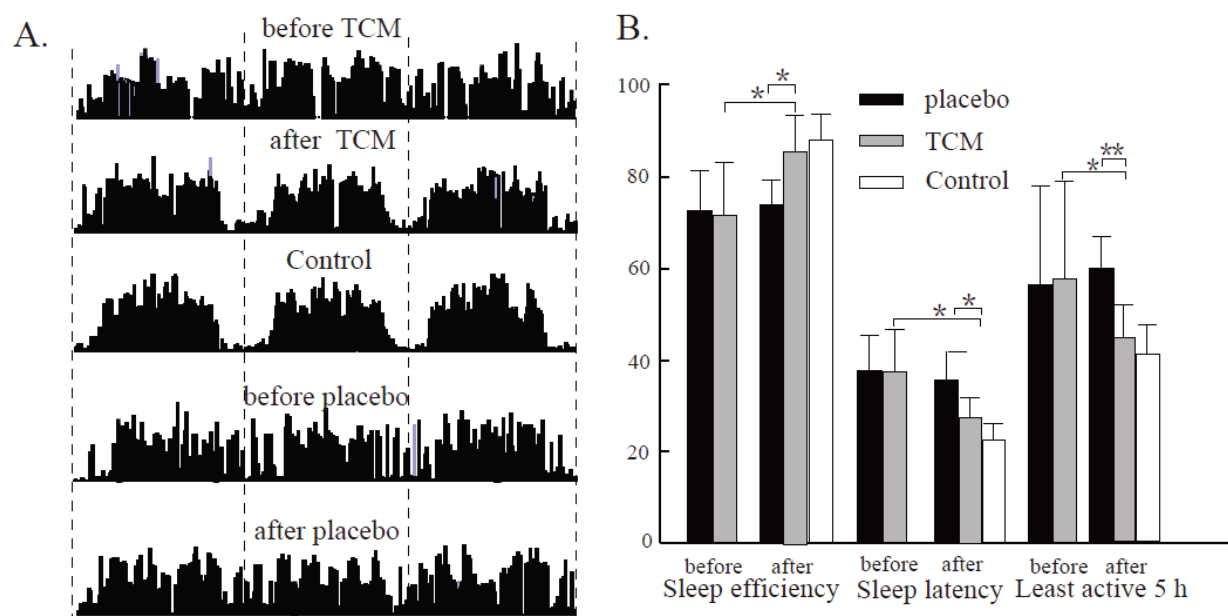 A.
before TCM
after TCM
Control
before placebo
after placebo
B.
100
80
60
40
20
0
placebo
TCM
Control
* *
* *
* **
before after before after before after
Sleep efficiency Sleep latency Least active 5 h